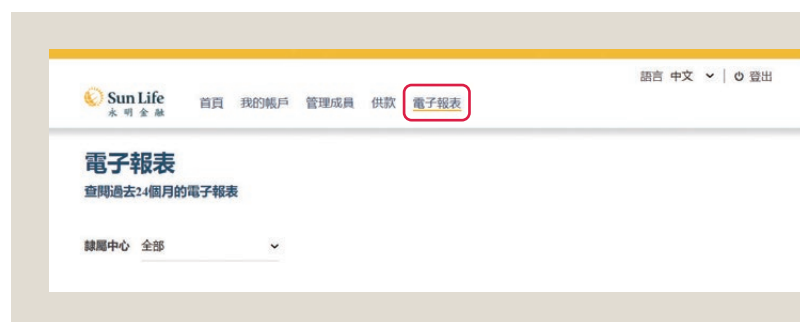 語言 中文 登出
Sun Life
永明金融
首頁 我的帳戶 管理成員 供款 電子報表
電子報表
查閱過去24個月的電子報表
隸屬中心 全部